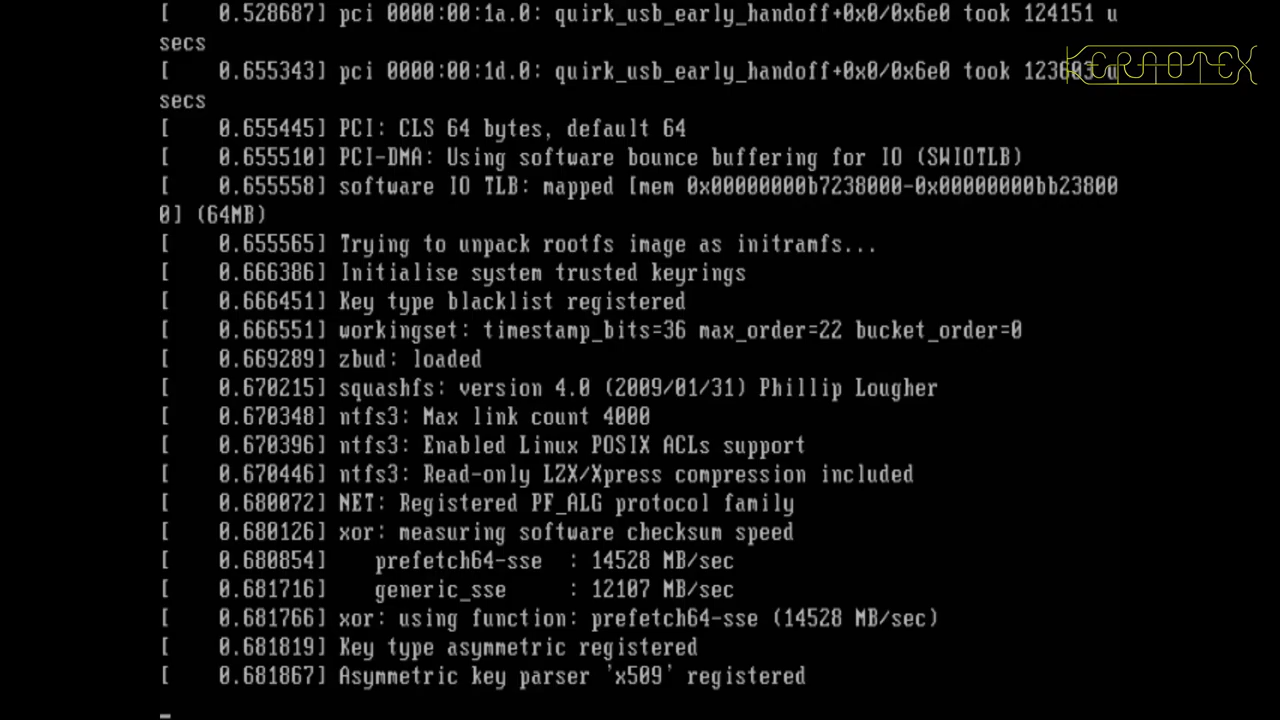 [    0.528687] pci 0000:00:1a.0: quirk_usb_early_handoff+0x0/0x6e0 took 124151 u
secs
[    0.655343] pci 0000:00:1d.0: quirk_usb_early_handoff+0x0/0x6e0 took 123603 u
KERAOTEX
secs
[    0.655445] PCI: CLS 64 bytes, default 64
[    0.655510] PCI-DMA: Using software bounce buffering for IO (SWIOTLB)
[    0.655558] software IO TLB: mapped [mem 0x00000000b7238000-0x00000000bb23800
0] (64MB)
[    0.655565] Trying to unpack rootfs image as initramfs...
[    0.666386] Initialise system trusted keyrings
[    0.666451] Key type blacklist registered
[    0.666551] workingset: timestamp_bits=36 max_order=22 bucket_order=0
[    0.669289] zbud: loaded
[    0.670215] squashfs: version 4.0 (2009/01/31) Phillip Lougher
[    0.670348] ntfs3: Max link count 4000
[    0.670396] ntfs3: Enabled Linux POSIX ACLs support
[    0.670446] ntfs3: Read-only LZX/Xpress compression included
[    0.680072] NET: Registered PF_ALG protocol family
[    0.680126] xor: measuring software checksum speed
[    0.680854]    prefetch64-sse  : 14528 MB/sec
[    0.681716]    generic_sse     : 12107 MB/sec
[    0.681766] xor: using function: prefetch64-sse (14528 MB/sec)
[    0.681819] Key type asymmetric registered
[    0.681867] Asymmetric key parser 'x509' registered